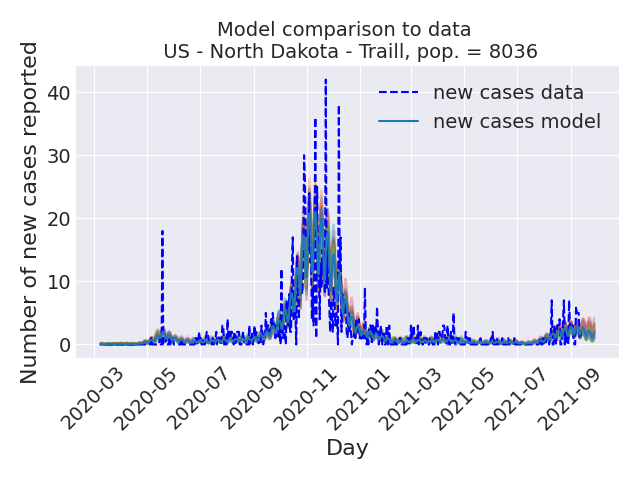 Model comparison to data
US - North Dakota - Traill, pop. = 8036
Number of new cases reported
40
30
20
10
0
new cases data
new cases model
2020-03
2020-05
2020-07
2020-09
2020-11
2021-01
2021-03
2021-05
2021-07
2021-09
Day